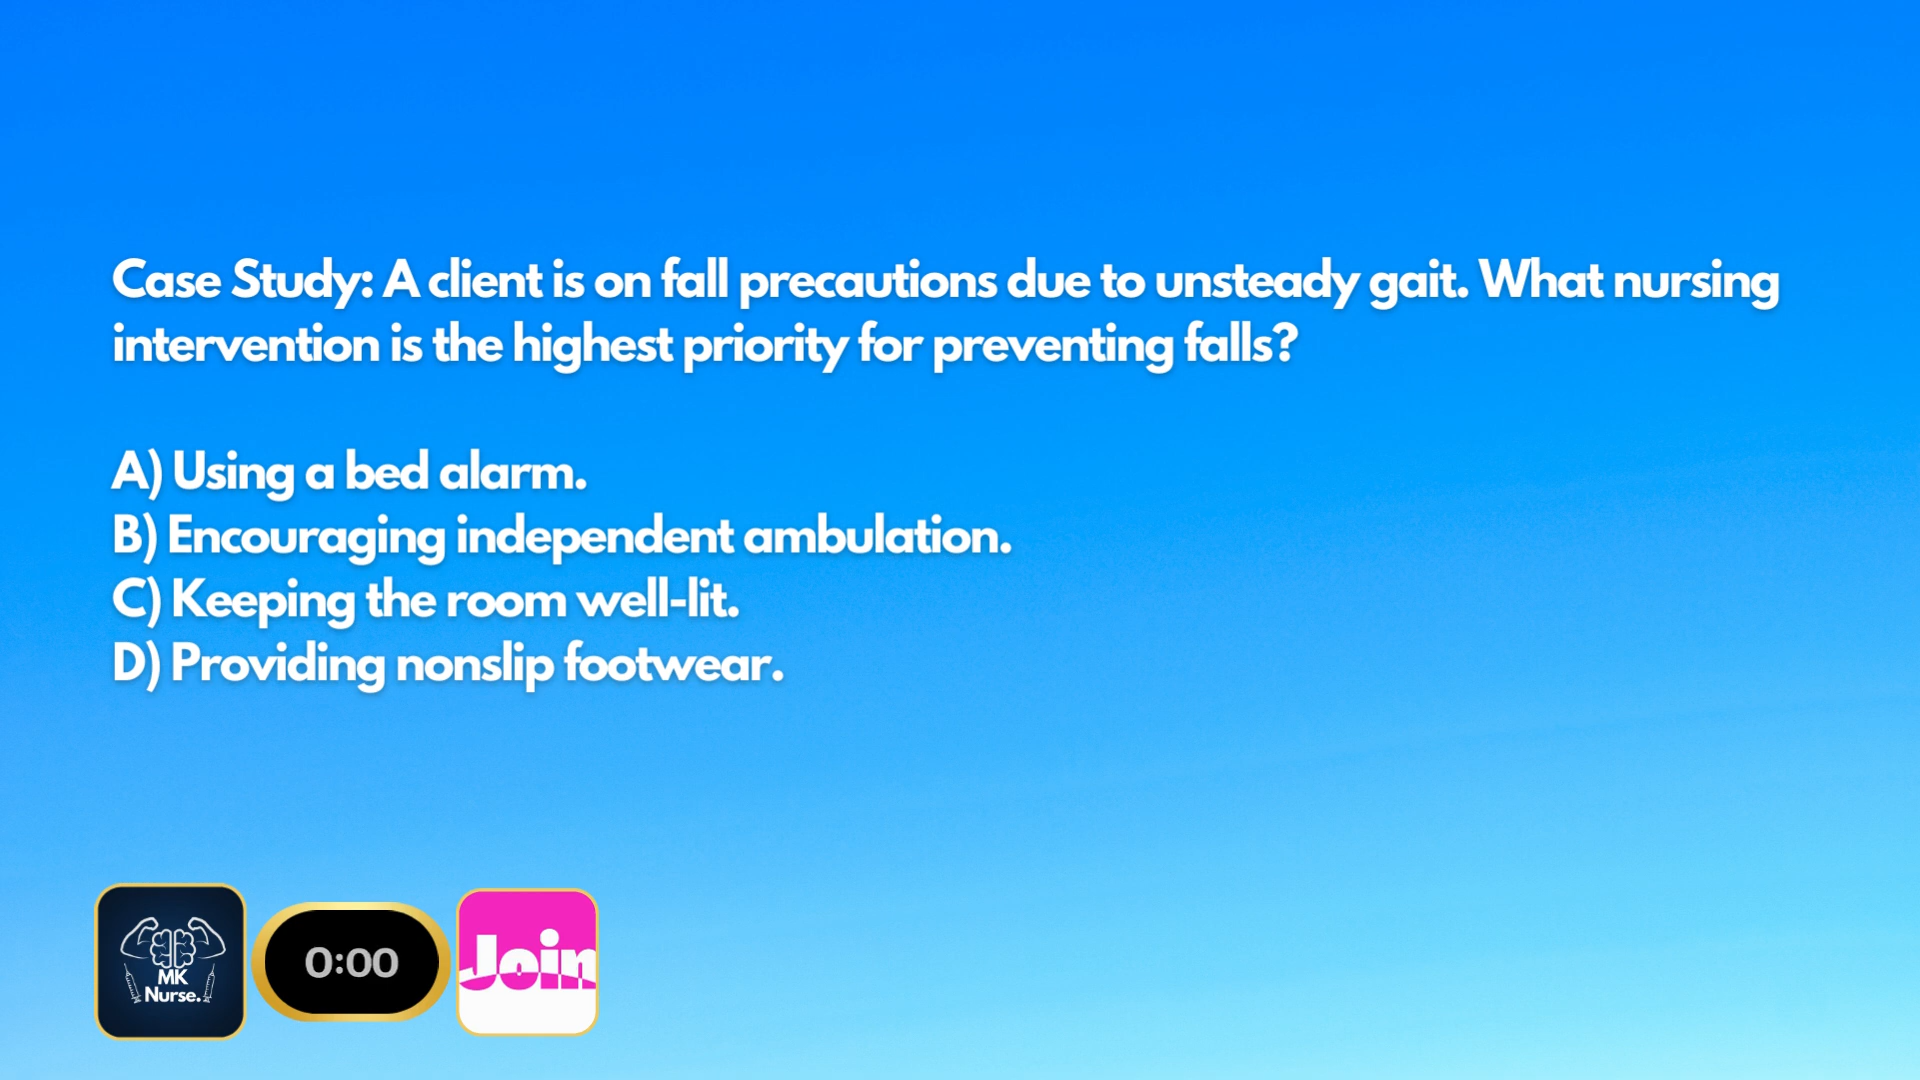 Case Study: A client is on fall precautions due to unsteady gait. What nursing
intervention is the highest priority for preventing falls?
A) Using a bed alarm.
B) Encouraging independent ambulation.
C) Keeping the room well-lit.
D) Providing nonslip footwear.
MK
Nurse.
0:00
Join